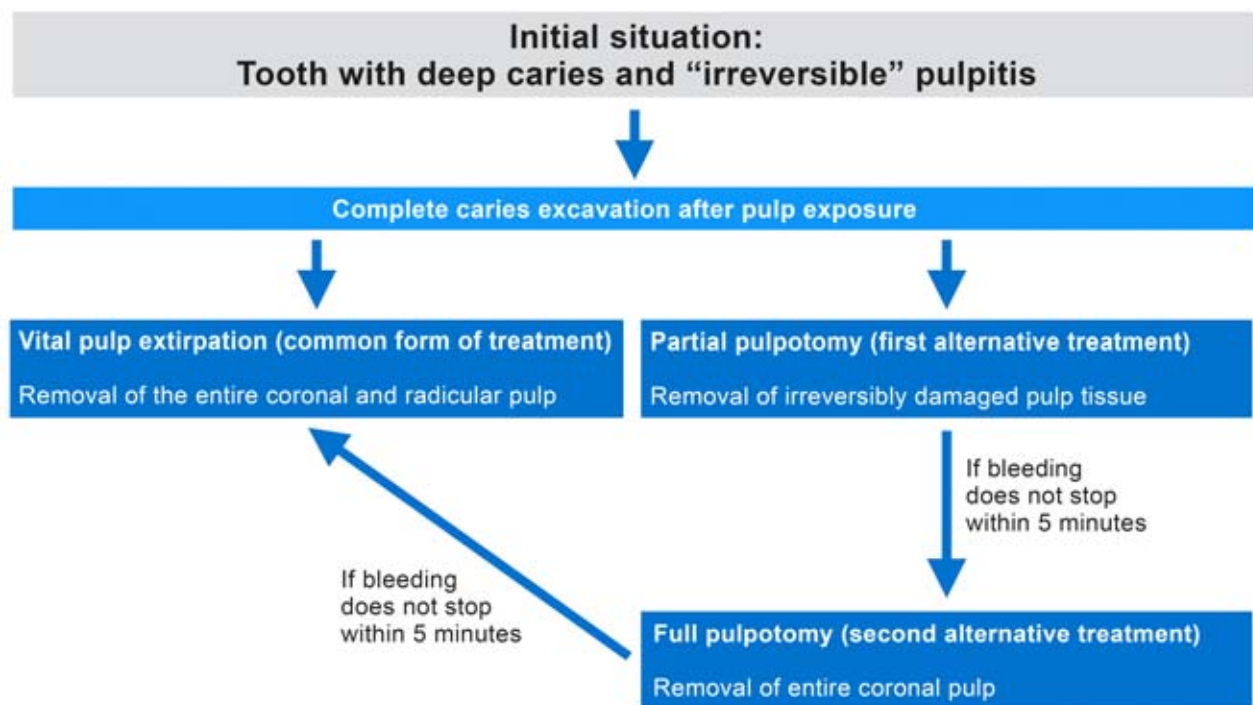 Initial situation:
Tooth with deep caries and “irreversible” pulpitis
Complete caries excavation after pulp exposure
Vital pulp extirpation (common form of treatment)
Removal of the entire coronal and radicular pulp
Partial pulpotomy (first alternative treatment)
Removal of irreversibly damaged pulp tissue
If bleeding
does not stop
within 5 minutes
Full pulpotomy (second alternative treatment)
Removal of entire coronal pulp
If bleeding
does not stop
within 5 minutes